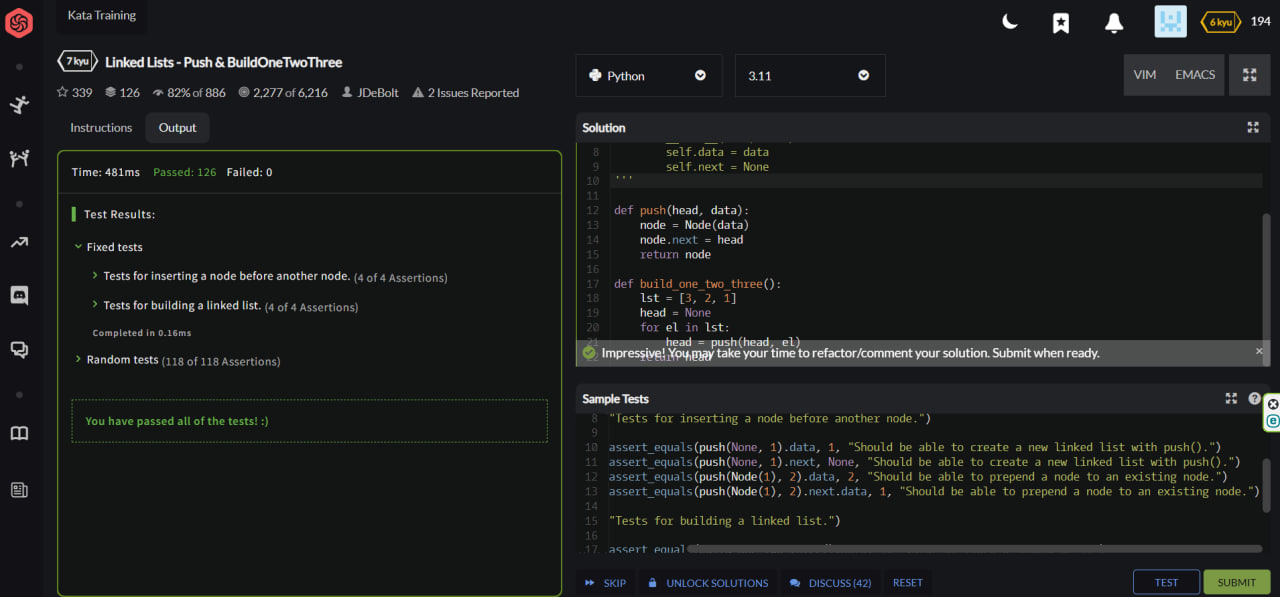 Kata Training
6 kyu 194
7 kyu Linked Lists - Push & BuildOneTwoThree
339 126 82% of 886 2,277 of 6,216 JDeBolt 2 Issues Reported
Python 3.11 VIM EMACS
Instructions Output
Time: 481ms Passed: 126 Failed: 0
Test Results:
Fixed tests
Tests for inserting a node before another node. (4 of 4 Assertions)
Tests for building a linked list. (4 of 4 Assertions)
Completed in 0.16ms
Random tests (118 of 118 Assertions)
You have passed all of the tests! :)
Solution
8 self.data = data
9 self.next = None
10 '''
11
12 def push(head, data):
13 node = Node(data)
14 node.next = head
15 return node
16
17 def build_one_two_three():
18 lst = [3, 2, 1]
19 head = None
20 for el in lst:
21 head = push(head, el)
22 return head
Impressive! You may take your time to refactor/comment your solution. Submit when ready.
Sample Tests
8 "Tests for inserting a node before another node.")
9
10 assert_equals(push(None, 1).data, 1, "Should be able to create a new linked list with push().")
11 assert_equals(push(None, 1).next, None, "Should be able to create a new linked list with push().")
12 assert_equals(push(Node(1), 2).data, 2, "Should be able to prepend a node to an existing node.")
13 assert_equals(push(Node(1), 2).next.data, 1, "Should be able to prepend a node to an existing node.")
14
15 "Tests for building a linked list.")
16
17 assert_equal
SKIP UNLOCK SOLUTIONS DISCUSS (42) RESET TEST SUBMIT